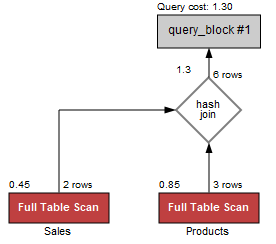 Query cost: 1.30
query_block #1
1.3 6 rows
hash
join
0.45 2 rows 0.85 3 rows
Full Table Scan Full Table Scan
Sales Products